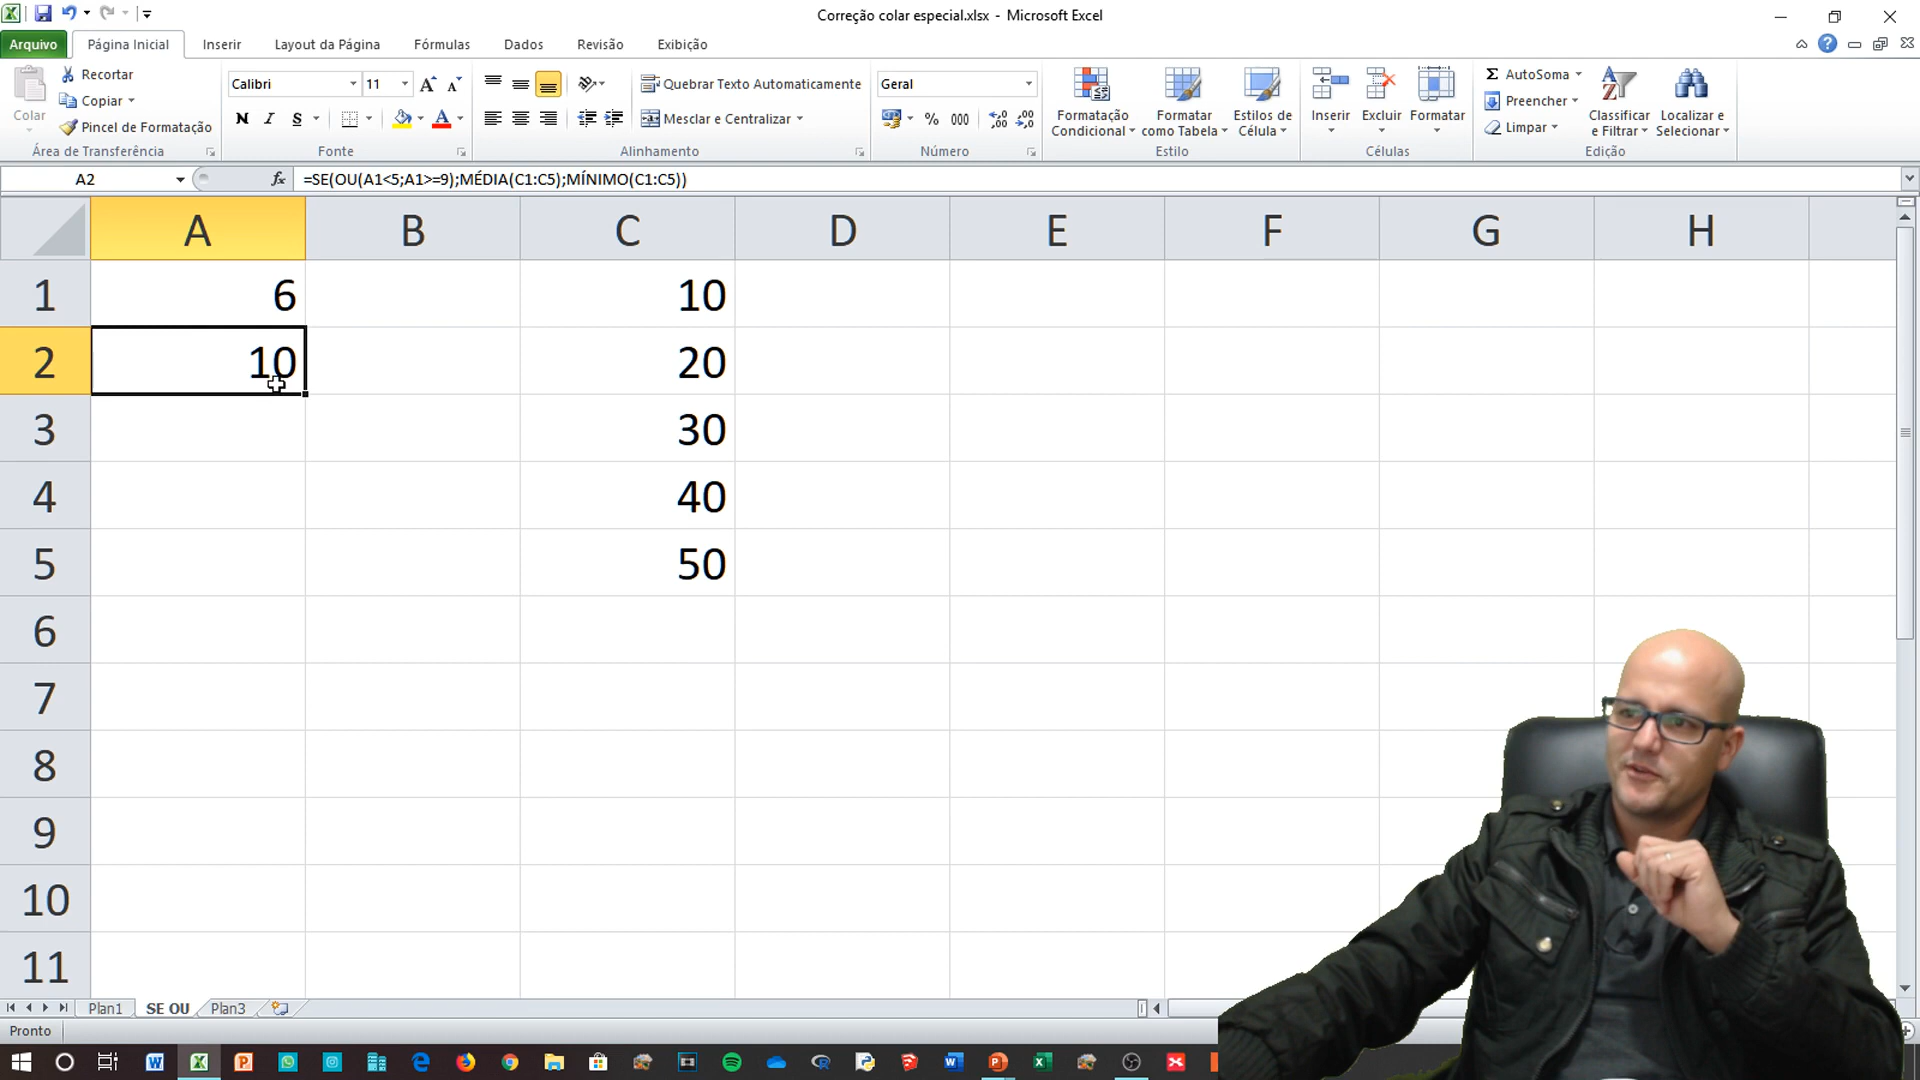 Correção colar especial.xlsx - Microsoft Excel
Arquivo Página Inicial Inserir Layout da Página Fórmulas Dados Revisão Exibição
Colar
Recortar
Copiar
Pincel de Formatação
Área de Transferência
Calibri 11
N I S
Fonte
Quebrar Texto Automaticamente
Mesclar e Centralizar
Alinhamento
Geral
% 000
Número
Formatação Condicional
Formatar como Tabela
Estilos de Célula
Estilo
Inserir Excluir Formatar
Células
AutoSoma
Preencher
Limpar
Classificar e Filtrar
Localizar e Selecionar
Edição
A2 fx =SE(OU(A1<5;A1>=9);MÉDIA(C1:C5);MÍNIMO(C1:C5))
A B C D E F G H
1 6 10
2 10 20
3 30
4 40
5 50
6
7
8
9
10
11
Plan1 SE OU Plan3
Pronto